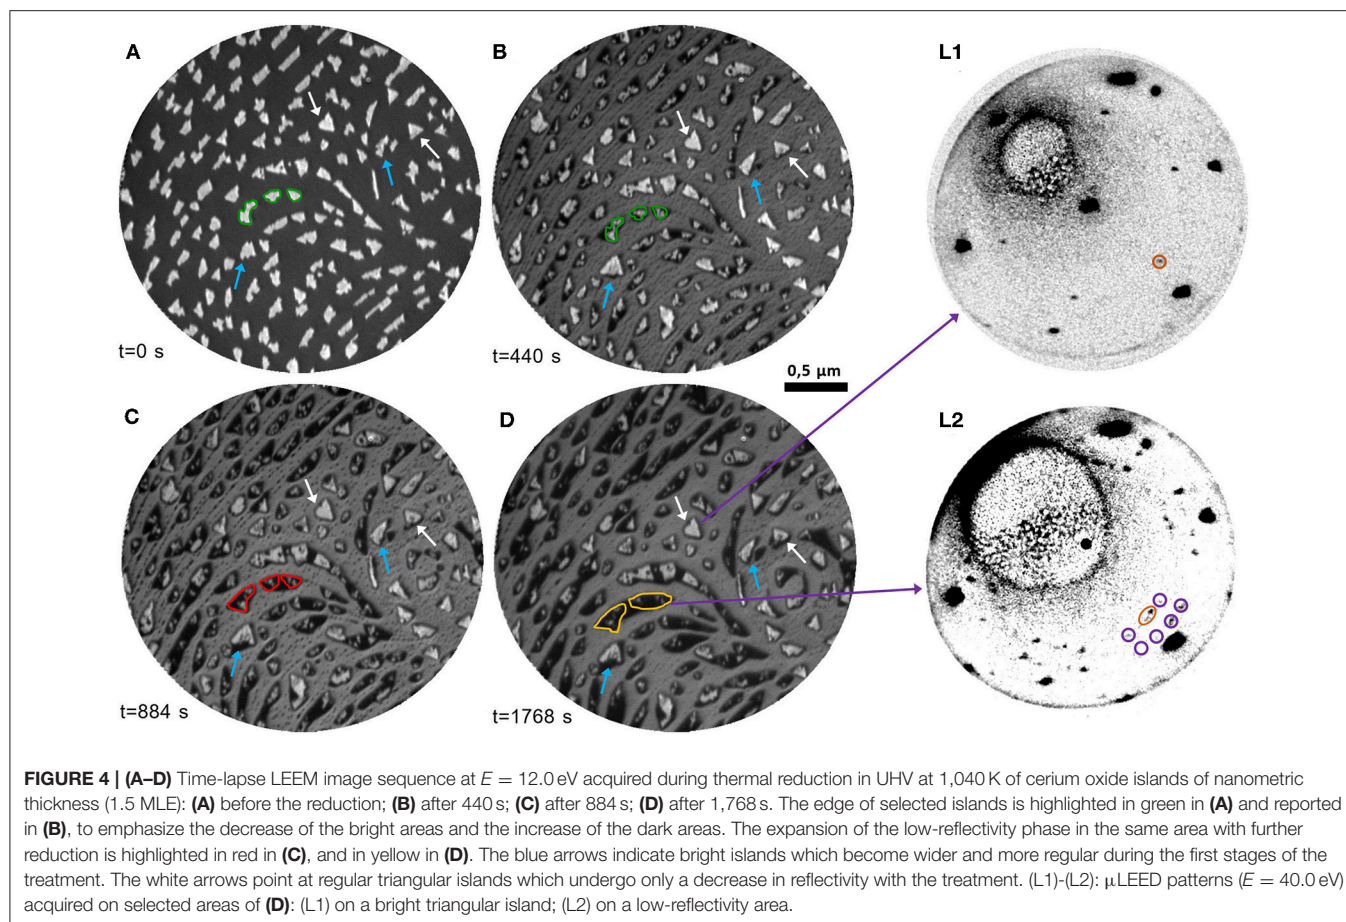 A
B
L1
t=0 s
t=440 s
0,5 µm
C
D
L2
t=884 s
t=1768 s
FIGURE 4 | (A–D) Time-lapse LEEM image sequence at E = 12.0 eV acquired during thermal reduction in UHV at 1,040 K of cerium oxide islands of nanometric
thickness (1.5 MLE): (A) before the reduction; (B) after 440 s; (C) after 884 s; (D) after 1,768 s. The edge of selected islands is highlighted in green in (A) and reported
in (B), to emphasize the decrease of the bright areas and the increase of the dark areas. The expansion of the low-reflectivity phase in the same area with further
reduction is highlighted in red in (C), and in yellow in (D). The blue arrows indicate bright islands which become wider and more regular during the first stages of the
treatment. The white arrows point at regular triangular islands which undergo only a decrease in reflectivity with the treatment. (L1)-(L2): µLEED patterns (E = 40.0 eV)
acquired on selected areas of (D): (L1) on a bright triangular island; (L2) on a low-reflectivity area.